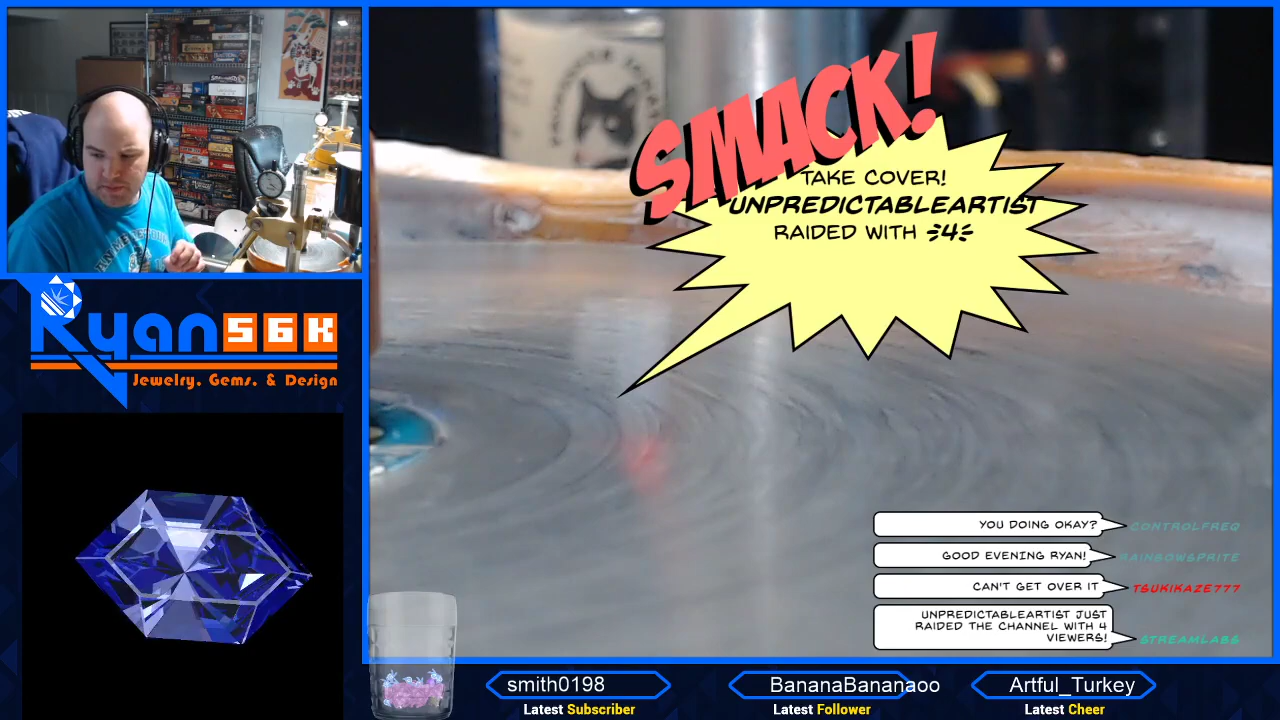 SMACK!
TAKE COVER!
UNPREDICTABLEARTIST
RAIDED WITH 4
Ryan56K
Jewelry, Gems, & Design
YOU DOING OKAY? CONTROLFREQ
GOOD EVENING RYAN! RAINBOWSPRITE
CAN'T GET OVER IT TSUKIKAZE777
UNPREDICTABLEARTIST JUST
RAIDED THE CHANNEL WITH 4
VIEWERS! STREAMLABS
smith0198
Latest Subscriber
BananaBananaoo
Latest Follower
Artful_Turkey
Latest Cheer